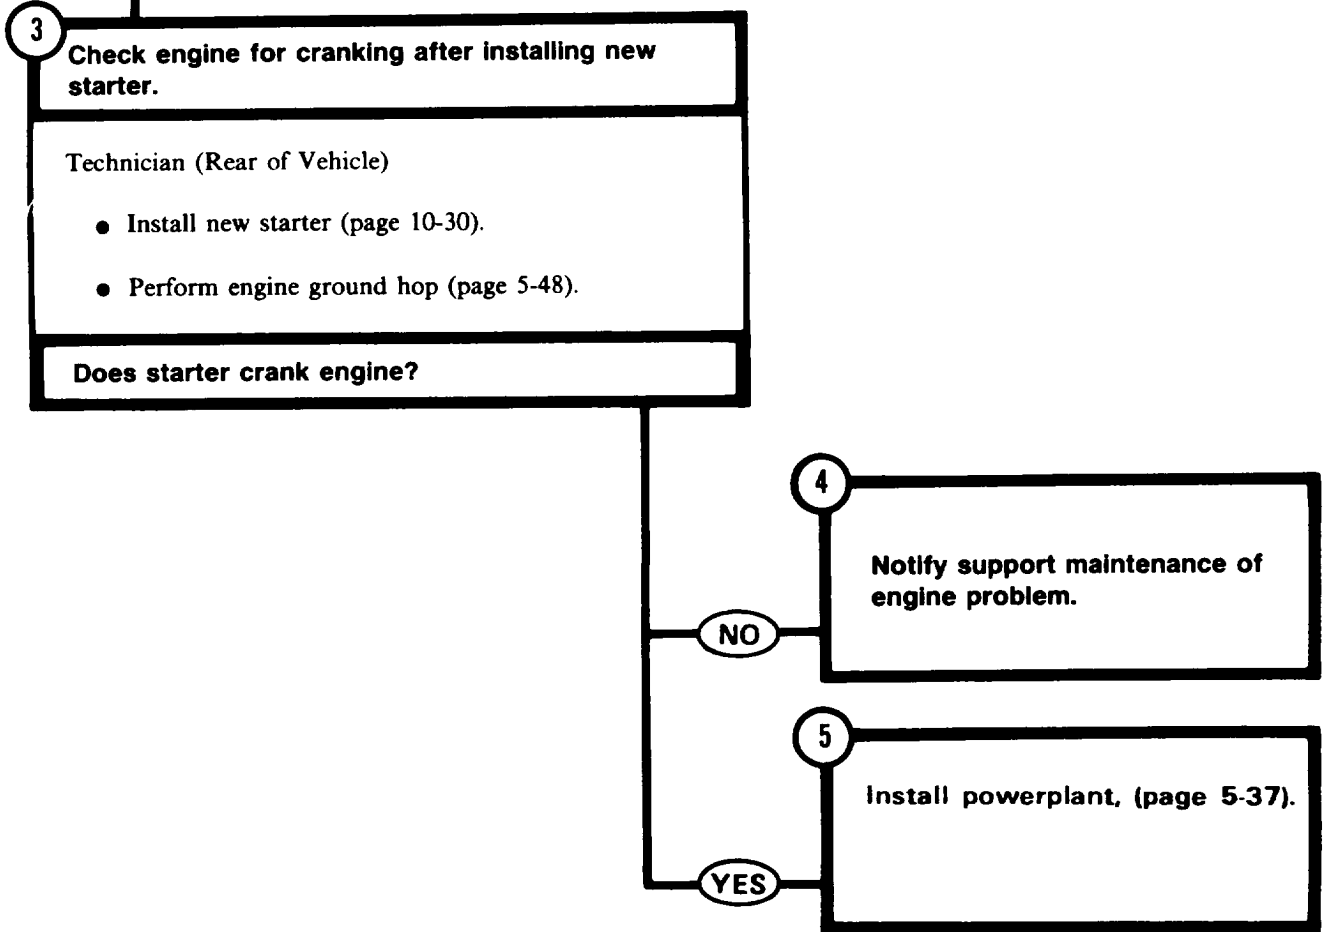 3
Check engine for cranking after installing new
starter.
Technician (Rear of Vehicle)
● Install new starter (page 10-30).
● Perform engine ground hop (page 5-48).
Does starter crank engine?
4
Notify support maintenance of
engine problem.
NO
5
Install powerplant, (page 5-37).
YES